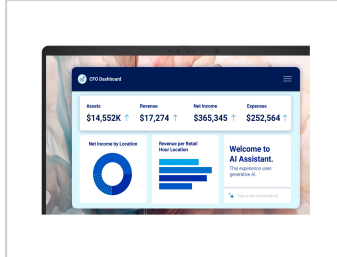 CFO Dashboard
Assets
Revenue
Net Income
Expenses
$14,552K ↑
$17,274 ↑
$365,345 ↑
$252,564 ↑
Net Income by Location
Revenue per Retail
Hour Location
Welcome to
AI Assistant.
This experience uses
generative AI.